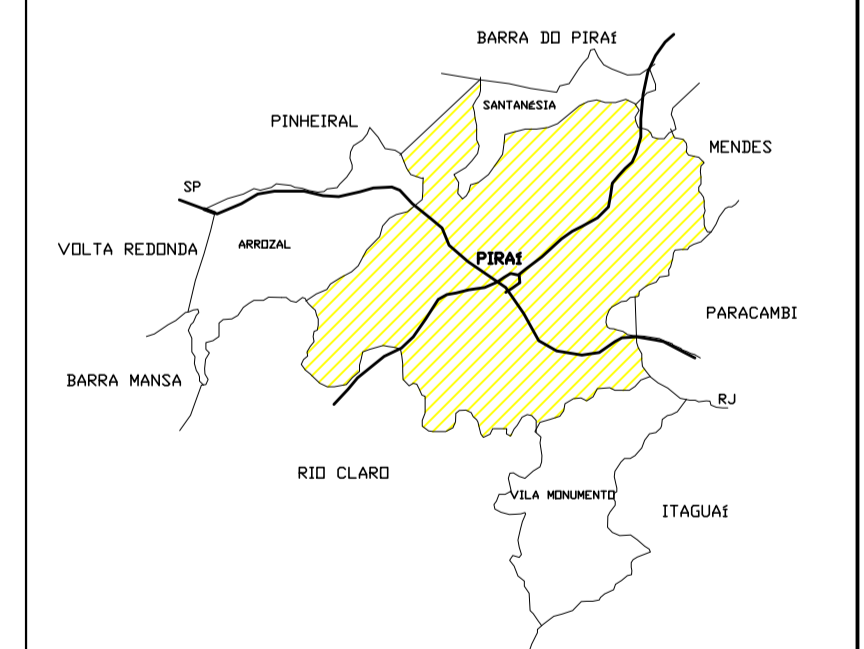 BARRA DO PIRAí
SANTANéSIA
PINHEIRAL
MENDES
SP
VOLTA REDONDA
ARROZAL
PIRAí
PARACAMBI
BARRA MANSA
RJ
RIO CLARO
VILA MONUMENTO
ITAGUAí